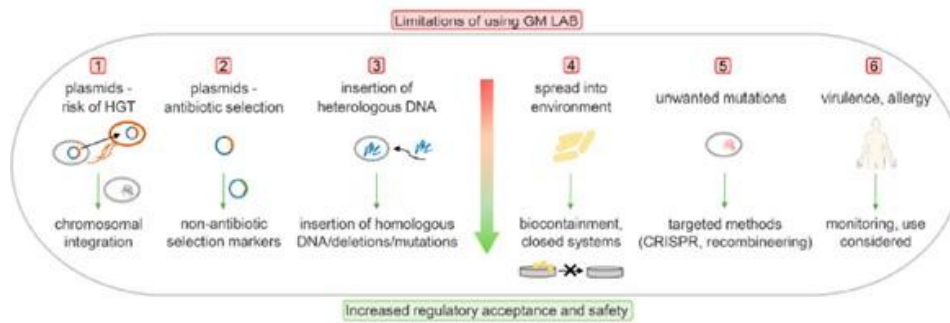 Limitations of using GM LAB
1
plasmids -
risk of HGT
chromosomal
integration
2
plasmids -
antibiotic selection
non-antibiotic
selection markers
3
insertion of
heterologous DNA
insertion of homologous
DNA/deletions/mutations
4
spread into
environment
biocontainment,
closed systems
5
unwanted mutations
targeted methods
(CRISPR, recombineering)
6
virulence, allergy
monitoring, use
considered
Increased regulatory acceptance and safety